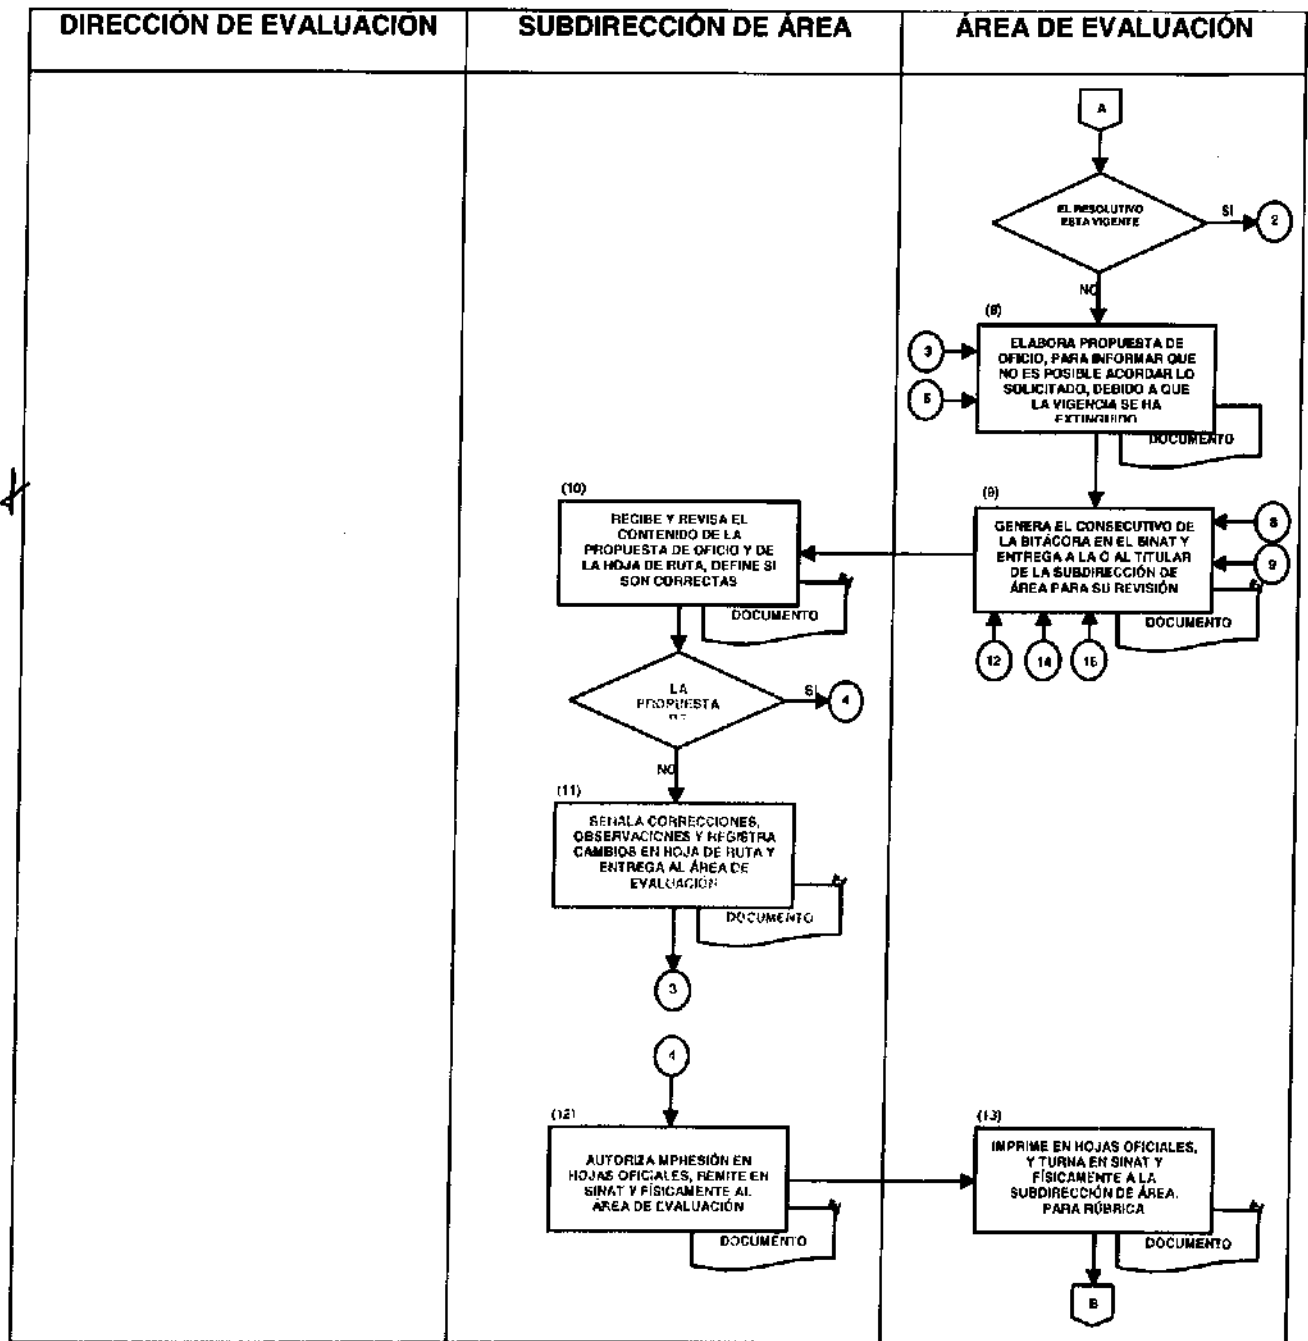 DIRECCIÓN DE EVALUACIÓN
SUBDIRECCIÓN DE ÁREA
ÁREA DE EVALUACIÓN
A
EL RESOLUTIVO
ESTA VIGENTE
SI
2
NO
(8)
ELABORA PROPUESTA DE
OFICIO, PARA INFORMAR QUE
NO ES POSIBLE ACORDAR LO
SOLICITADO, DEBIDO A QUE
LA VIGENCIA SE HA
EXTINGUIDO
3
5
DOCUMENTO
(9)
GENERA EL CONSECUTIVO DE
LA BITÁCORA EN EL SINAT Y
ENTREGA A LA O AL TITULAR
DE LA SUBDIRECCIÓN DE
ÁREA PARA SU REVISIÓN
8
9
DOCUMENTO
12
14
(10)
RECIBE Y REVISA EL
CONTENIDO DE LA
PROPUESTA DE OFICIO Y DE
LA HOJA DE RUTA, DEFINE SI
SON CORRECTAS
DOCUMENTO
LA
PROPUESTA
SI
4
NO
(11)
SEÑALA CORRECCIONES,
OBSERVACIONES Y REGISTRA
CAMBIOS EN HOJA DE RUTA Y
ENTREGA AL ÁREA DE
EVALUACIÓN
DOCUMENTO
3
4
(12)
AUTORIZA MPRESIÓN EN
HOJAS OFICIALES, REMITE EN
SINAT Y FÍSICAMENTE AL
ÁREA DE EVALUACIÓN
DOCUMENTO
(13)
IMPRIME EN HOJAS OFICIALES,
Y TURNA EN SINAT Y
FÍSICAMENTE A LA
SUBDIRECCIÓN DE ÁREA.
PARA RÚBRICA
DOCUMENTO
B